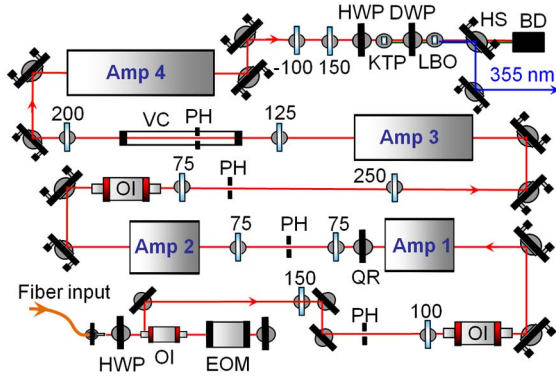 HWP DWP
HS BD
Amp 4
-100 150 KTP LBO
355 nm
200 VC PH 125
Amp 3
75 PH
OI
250
75 PH 75
Amp 2
Amp 1
QR
150
Fiber input
PH 100
OI
HWP OI EOM